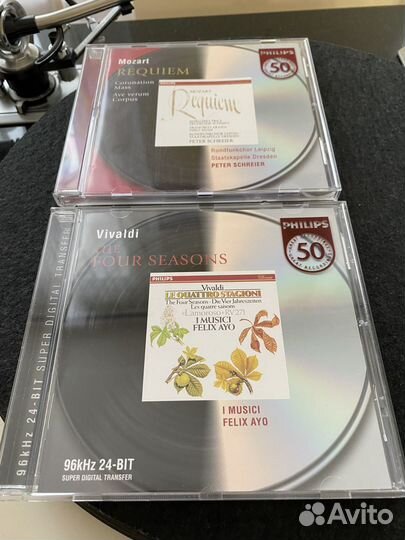 Mozart
REQUIEM
Coronation
Mass
Ave verum
Corpus
PHILIPS
50
MOZART
Requiem
PETER SCHREIER
Rundfunkchor Leipzig
Staatskapelle Dresden
PETER SCHREIER
Vivaldi
THE
FOUR SEASONS
PHILIPS
50
96kHz 24-BIT SUPER DIGITAL TRANSFER
PHILIPS
Vivaldi
LE QUATTRO STAGIONI
The Four Seasons · Die Vier Jahreszeiten
Les quatre saisons
»L'amoroso« RV 271
I MUSICI
FELIX AYO
I MUSICI
FELIX AYO
96kHz 24-BIT
SUPER DIGITAL TRANSFER
Avito